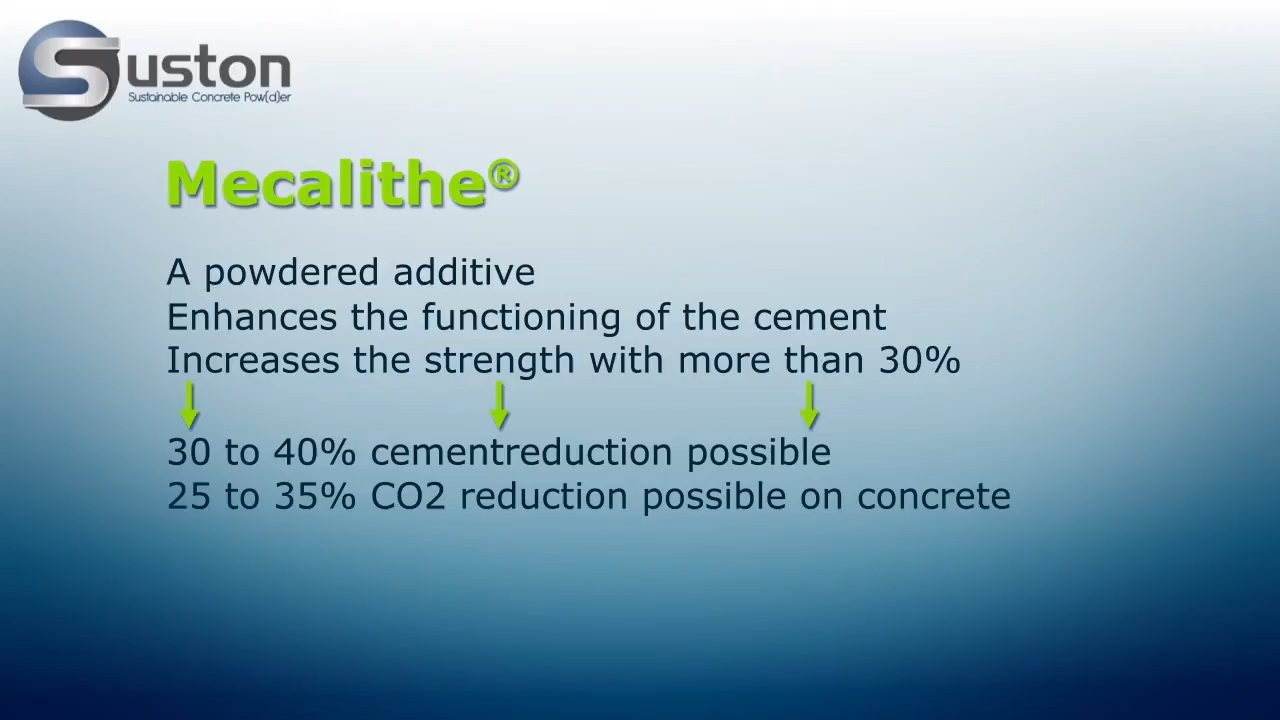 Suston
Sustainable Concrete Pow(d)er
Mecalithe®
A powdered additive
Enhances the functioning of the cement
Increases the strength with more than 30%
30 to 40% cementreduction possible
25 to 35% CO2 reduction possible on concrete